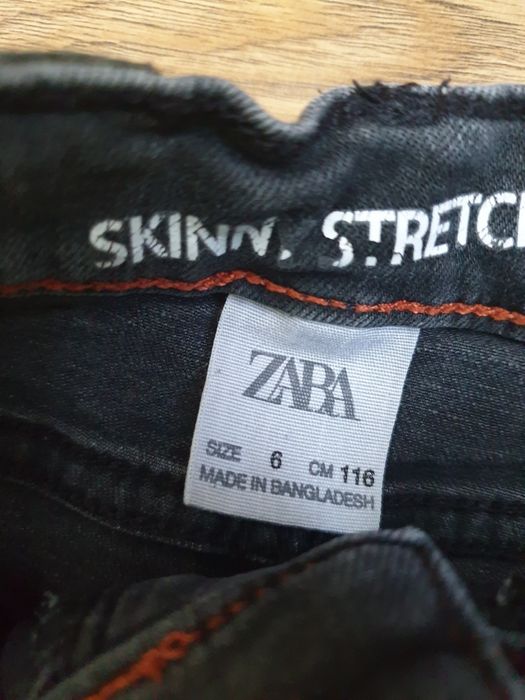 SKINNY STRETCH
ZARA
SIZE 6 CM 116
MADE IN BANGLADESH